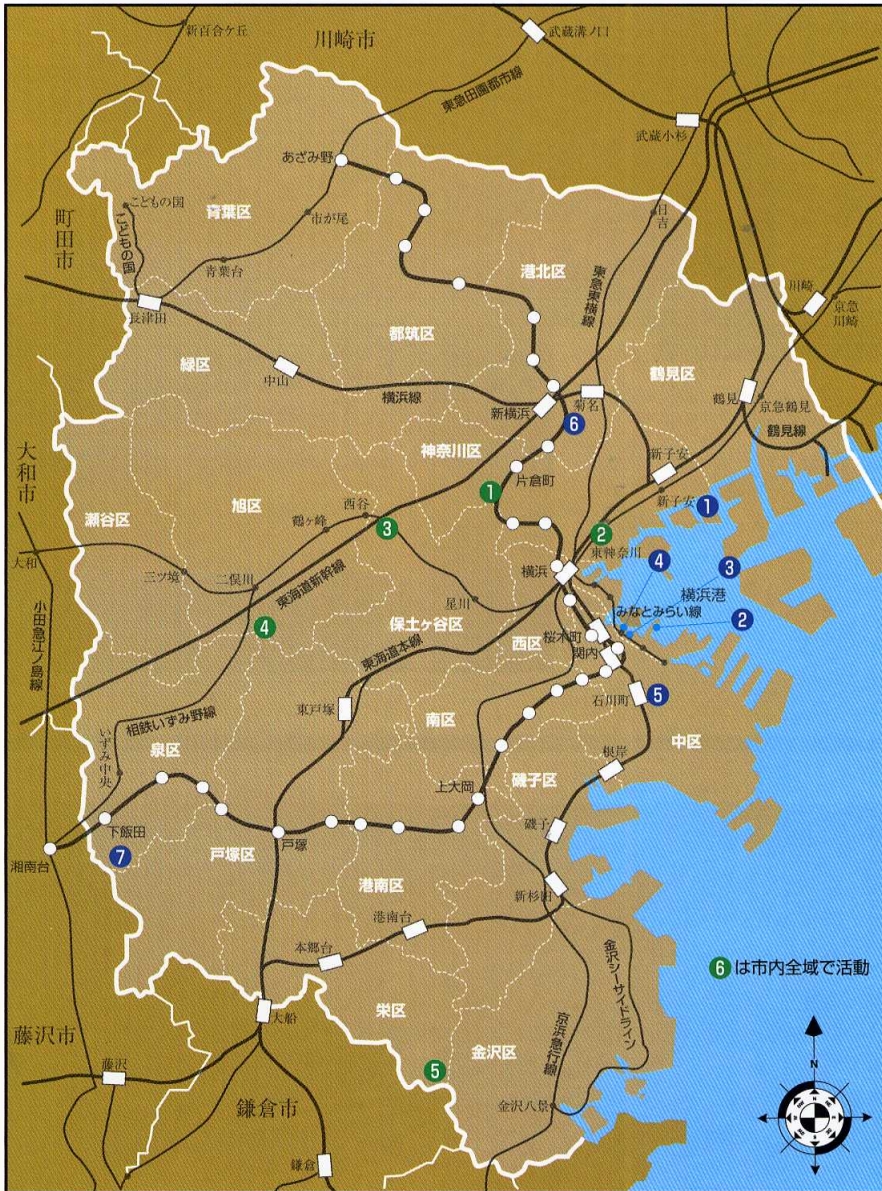 新百合ケ丘
川崎市
武蔵溝ノ口
東急田園都市線
武蔵小杉
あざみ野
こどもの国
青葉区
市が尾
日吉
町田市
こどもの国
青葉台
港北区
東急東横線
川崎
京急川崎
長津田
都筑区
緑区
中山
鶴見区
横浜線
新横浜
菊名
鶴見
京急鶴見
鶴見線
6
神奈川区
大和市
新子安
片倉町
瀬谷区
旭区
西谷
1
新子安
1
鶴ヶ峰
3
2
東神奈川
大和
三ツ境
二俣川
東海道新幹線
横浜
4
3
横浜港
星川
みなとみらい線
小田急江ノ島線
4
保土ヶ谷区
西区
桜木町
2
関内
東海道本線
5
石川町
東戸塚
南区
中区
相鉄いずみ野線
いずみ中央
泉区
根岸
上大岡
磯子区
下飯田
戸塚
磯子
湘南台
7
戸塚区
港南区
新杉田
港南台
本郷台
金沢シーサイドライン
6は市内全域で活動
栄区
大船
京浜急行線
藤沢市
金沢区
N
藤沢
5
鎌倉市
金沢八景
鎌倉